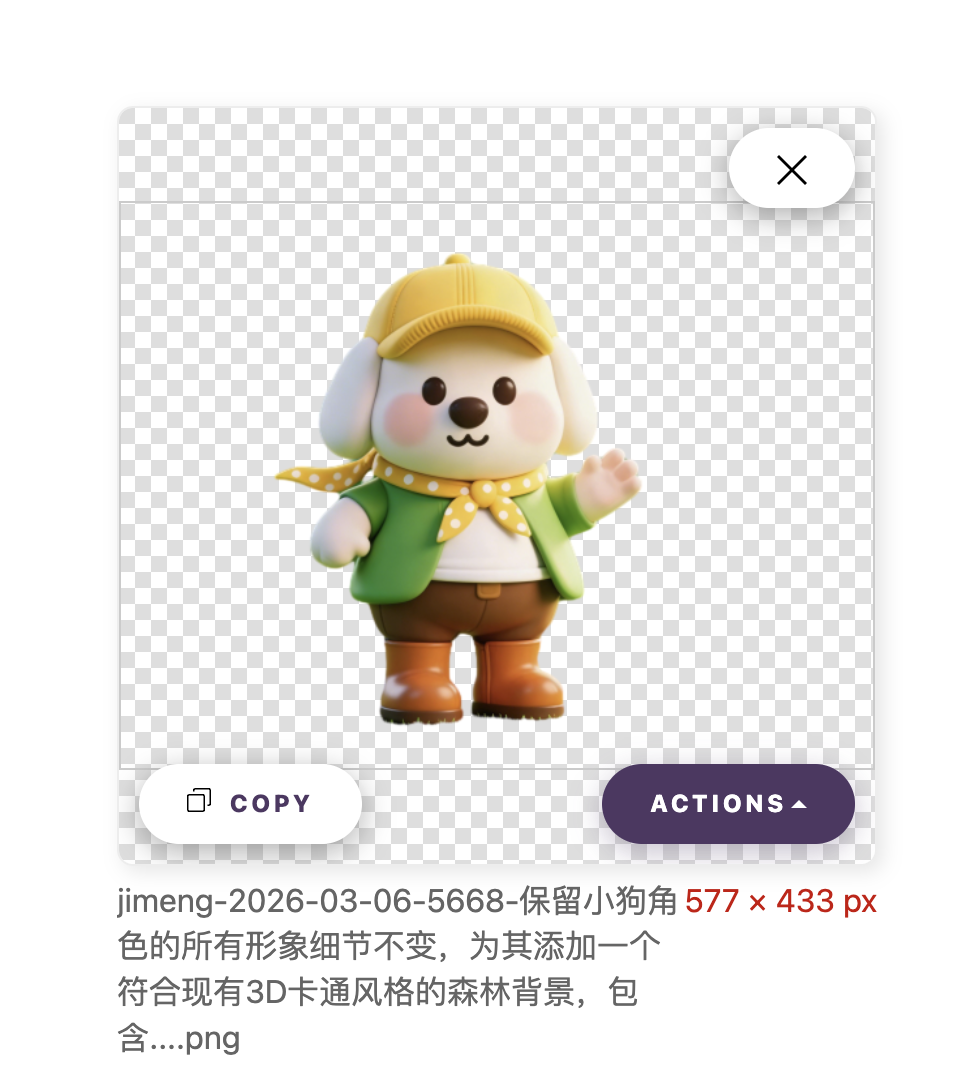 COPY
ACTIONS
jimeng-2026-03-06-5668-保留小狗角 577 × 433 px
色的所有形象细节不变，为其添加一个
符合现有3D卡通风格的森林背景，包
含....png